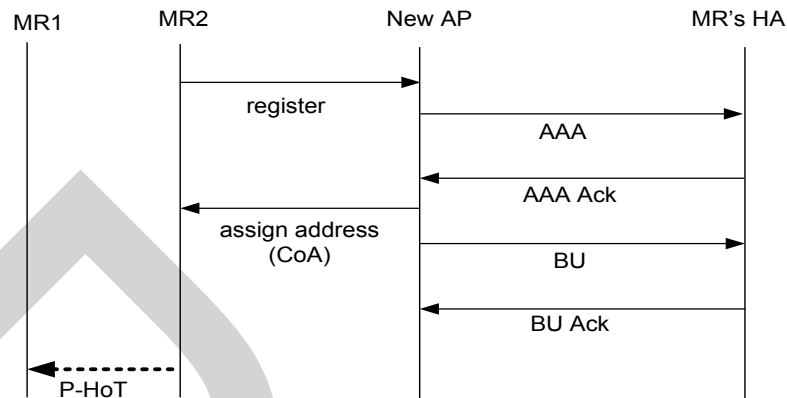 MR1
MR2
New AP
MR's HA
register
AAA
AAA Ack
assign address
(CoA)
BU
BU Ack
P-HoT